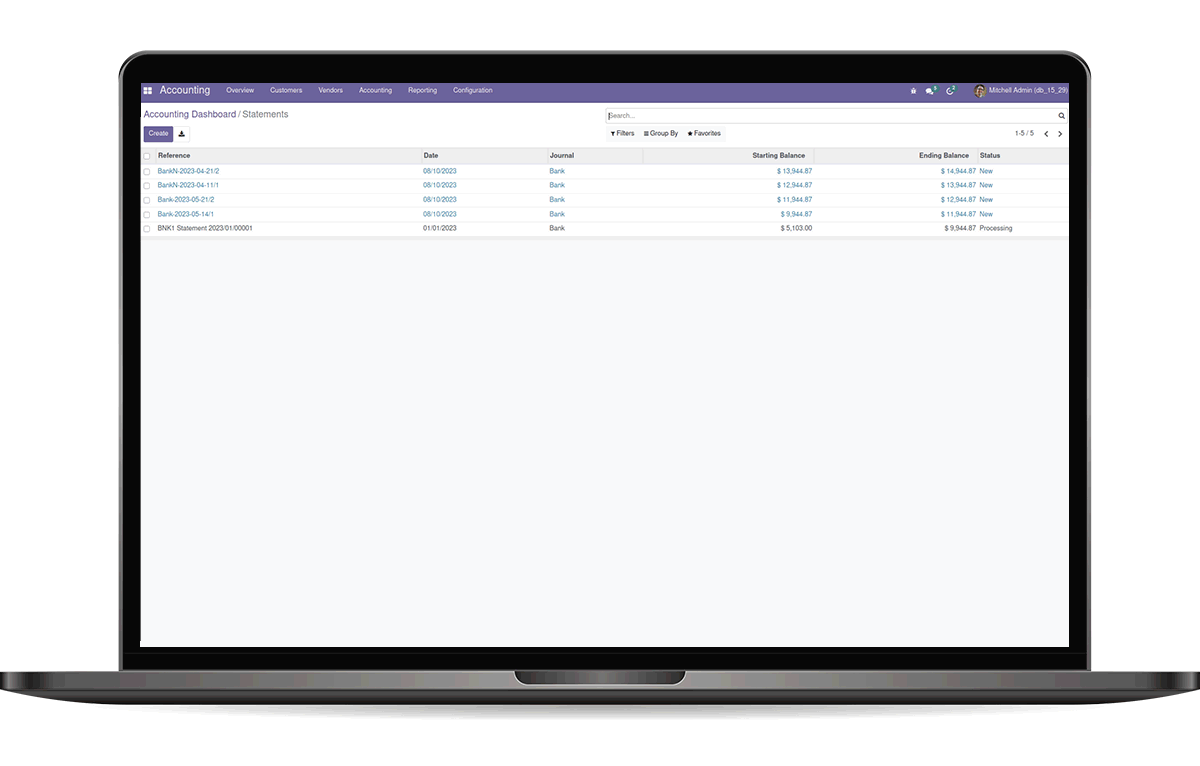 Accounting Overview Customers Vendors Accounting Reporting Configuration 5 2 Mitchell Admin (db_15_29)
Accounting Dashboard / Statements
Search...
Create Filters Group By Favorites 1-5 / 5
Reference Date Journal Starting Balance Ending Balance Status
BankN-2023-04-21/2 08/10/2023 Bank $ 13,944.87 $ 14,944.87 New
BankN-2023-04-11/1 08/10/2023 Bank $ 12,944.87 $ 13,944.87 New
Bank-2023-05-21/2 08/10/2023 Bank $ 11,944.87 $ 12,944.87 New
Bank-2023-05-14/1 08/10/2023 Bank $ 9,944.87 $ 11,944.87 New
BNK1 Statement 2023/01/00001 01/01/2023 Bank $ 5,103.00 $ 9,944.87 Processing